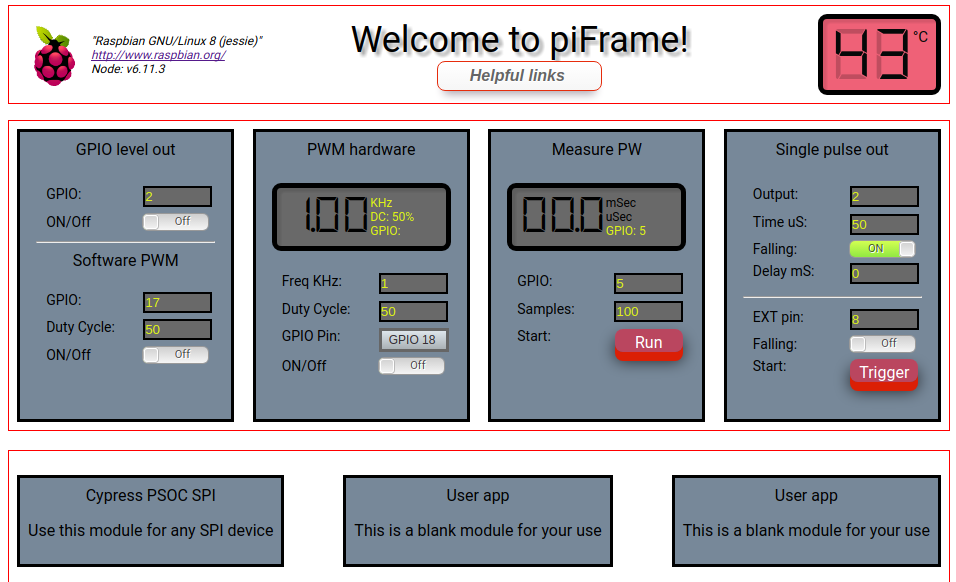 "Raspbian GNU/Linux 8 (jessie)"
http://www.raspbian.org/
Node: v6.11.3
Welcome to piFrame!
Helpful links
43 °C
GPIO level out
GPIO: 2
ON/Off Off
Software PWM
GPIO: 17
Duty Cycle: 50
ON/Off Off
PWM hardware
1.00
KHz
DC: 50%
GPIO:
Freq KHz: 1
Duty Cycle: 50
GPIO Pin: GPIO 18
ON/Off Off
Measure PW
00.0
mSec
uSec
GPIO: 5
GPIO: 5
Samples: 100
Start: Run
Single pulse out
Output: 2
Time uS: 50
Falling: ON
Delay mS: 0
EXT pin: 8
Falling: Off
Start: Trigger
Cypress PSOC SPI
Use this module for any SPI device
User app
This is a blank module for your use
User app
This is a blank module for your use